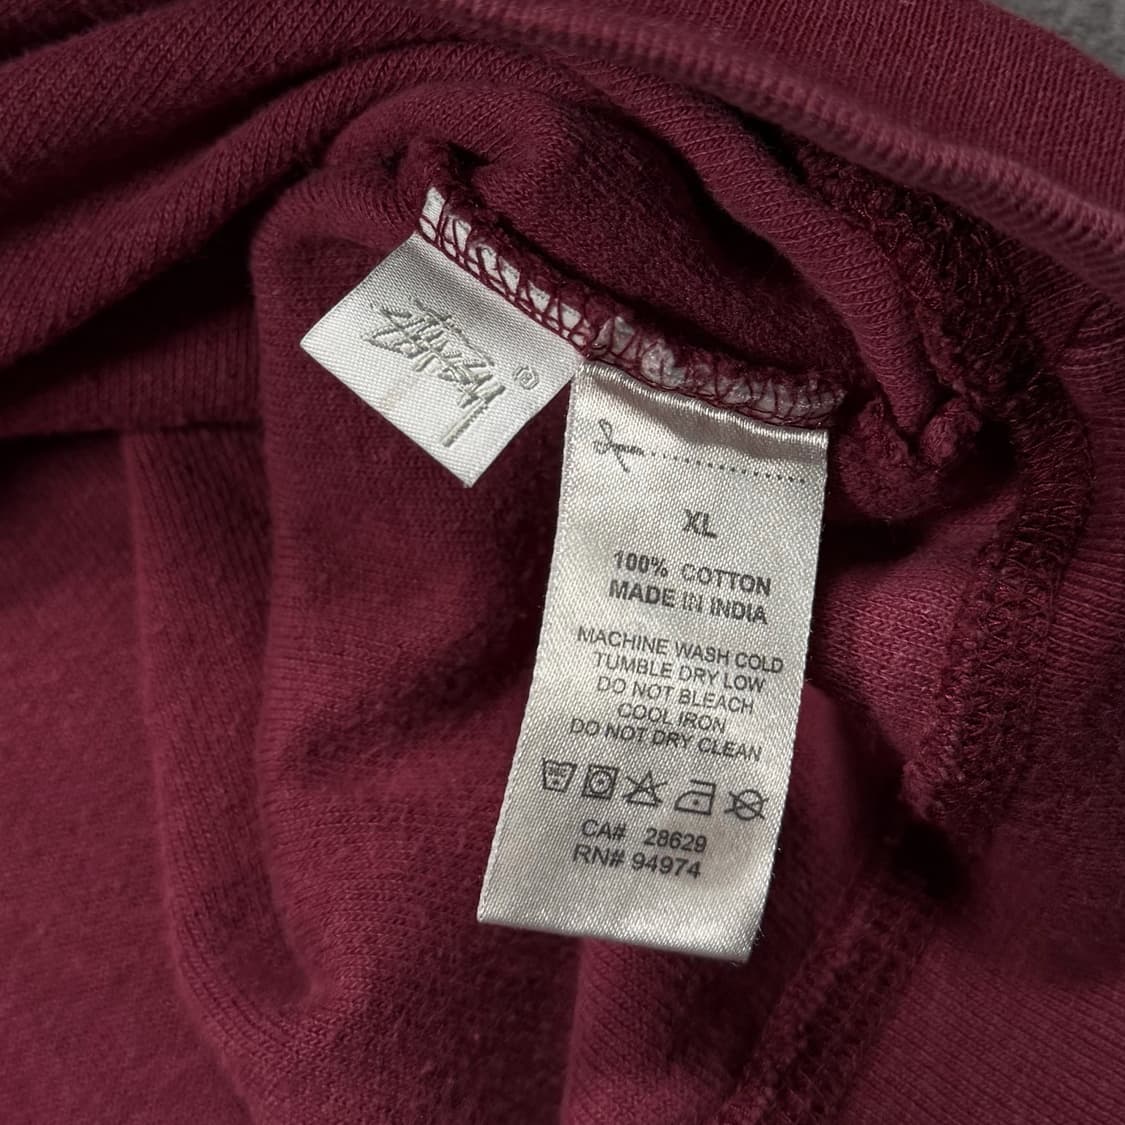 Stüssy ®
XL
100% COTTON
MADE IN INDIA
MACHINE WASH COLD
TUMBLE DRY LOW
DO NOT BLEACH
COOL IRON
DO NOT DRY CLEAN
CA# 28629
RN# 94974